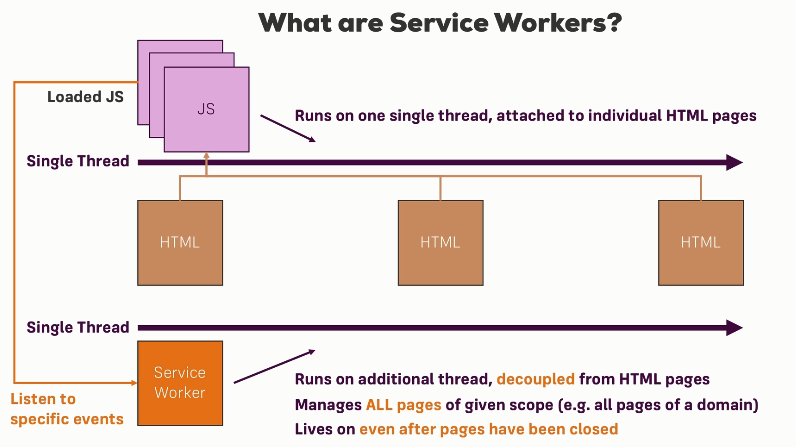 What are Service Workers?
Loaded JS
JS
Runs on one single thread, attached to individual HTML pages
Single Thread
HTML
HTML
HTML
Single Thread
Service
Worker
Listen to
specific events
Runs on additional thread, decoupled from HTML pages
Manages ALL pages of given scope (e.g. all pages of a domain)
Lives on even after pages have been closed